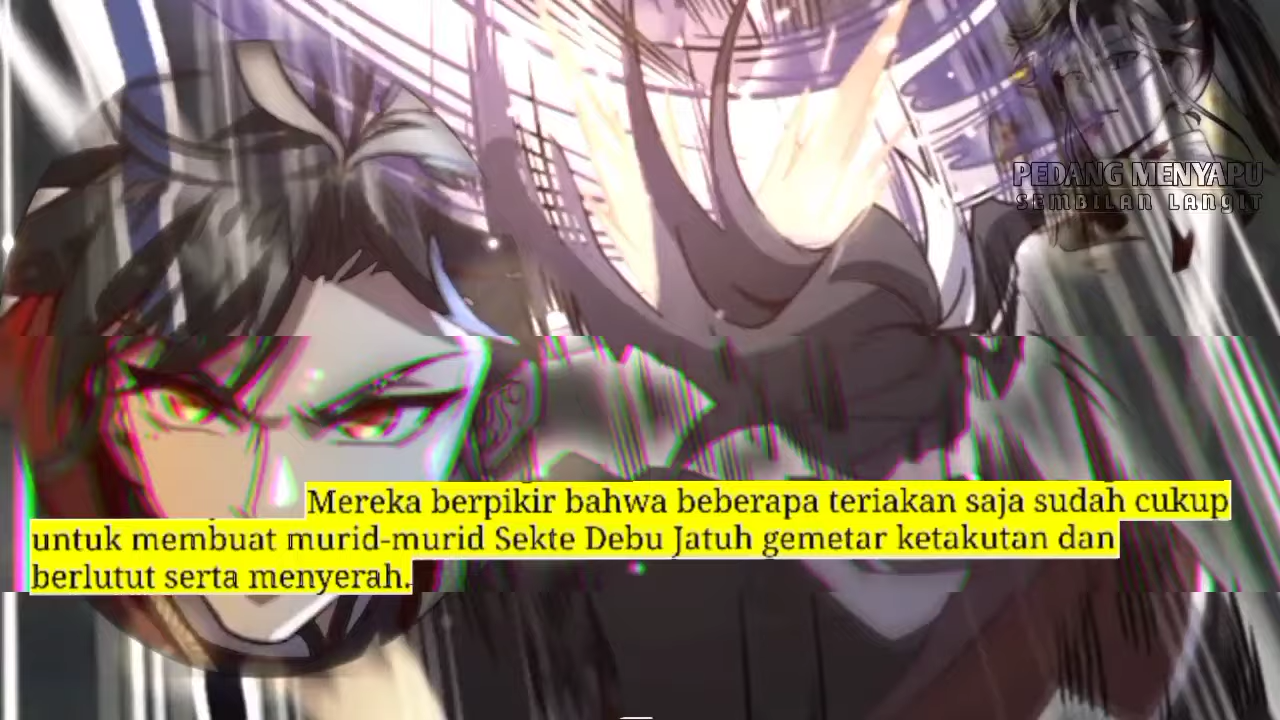 PEDANG MENYAPU
SEMBILAN LANGIT
Mereka berpikir bahwa beberapa teriakan saja sudah cukup
untuk membuat murid-murid Sekte Debu Jatuh gemetar ketakutan dan
berlutut serta menyerah.